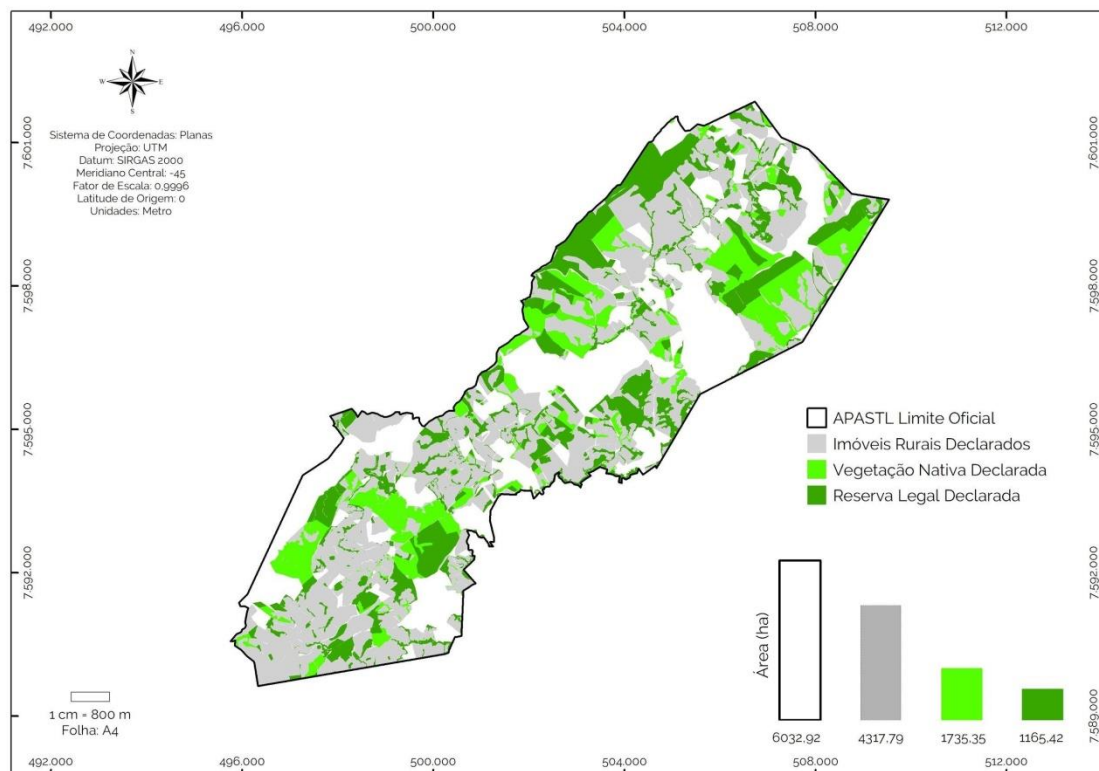 492.000 496.000 500.000 504.000 508.000 512.000
N
W E
S
Sistema de Coordenadas: Planas
Projeção: UTM
Datum: SIRGAS 2000
Meridiano Central: -45
Fator de Escala: 0,9996
Latitude de Origem: 0
Unidades: Metro
7.601.000 7.601.000
7.598.000 7.598.000
7.595.000 7.595.000
APASTL Limite Oficial
Imóveis Rurais Declarados
Vegetação Nativa Declarada
Reserva Legal Declarada
7.592.000 7.592.000
Área (ha)
7.589.000
1 cm = 800 m
Folha: A4
6032.92 4317.79 1735.35 1165.42
492.000 496.000 500.000 504.000 508.000 512.000